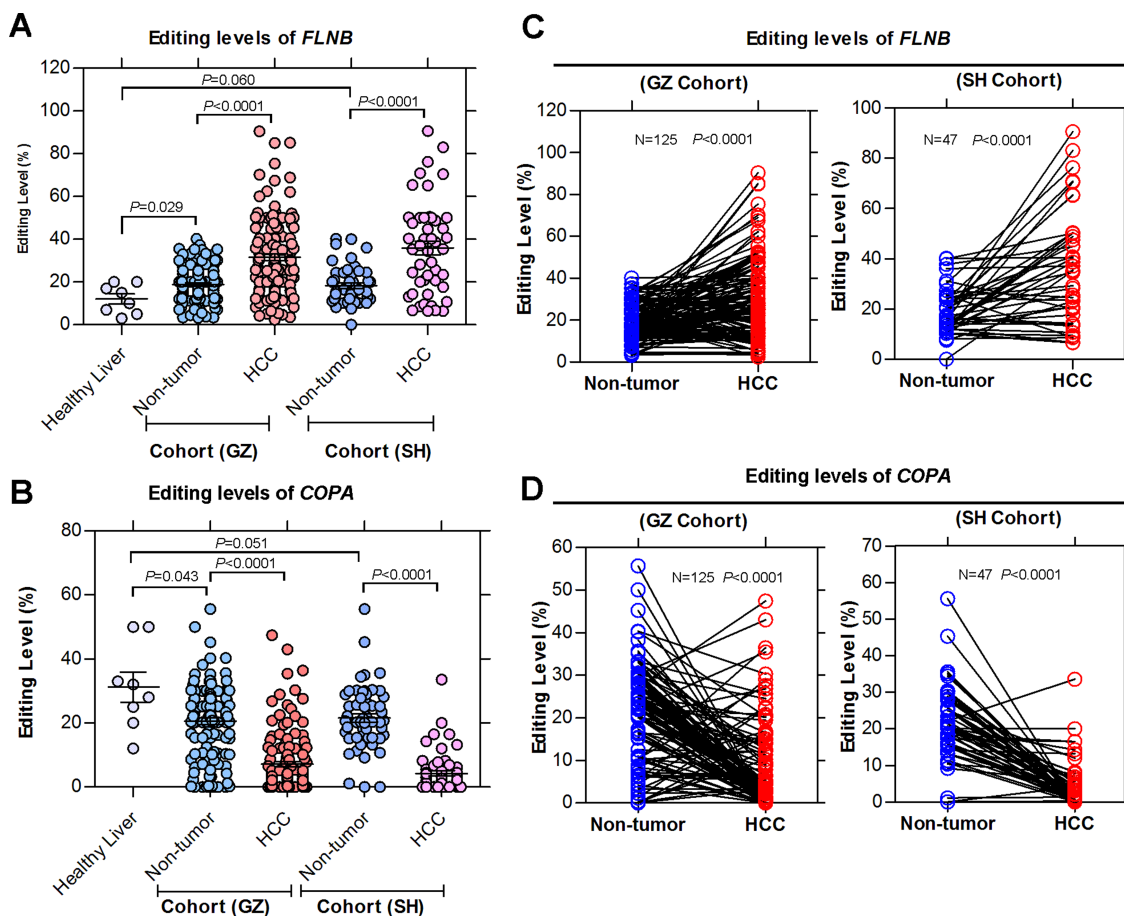 A
Editing levels of FLNB
120
100
80
60
40
20
0
Editing Level (%)
P=0.060
P<0.0001
P<0.0001
P=0.029
Healthy Liver
Non-tumor
HCC
Non-tumor
HCC
Cohort (GZ)
Cohort (SH)
C
Editing levels of FLNB
(GZ Cohort)
120
100
80
60
40
20
0
Editing Level (%)
N=125 P<0.0001
Non-tumor
HCC
(SH Cohort)
100
80
60
40
20
0
Editing Level (%)
N=47 P<0.0001
Non-tumor
HCC
B
Editing levels of COPA
80
60
40
20
0
Editing Level (%)
P=0.051
P=0.043
P<0.0001
P<0.0001
Healthy Liver
Non-tumor
HCC
Non-tumor
HCC
Cohort (GZ)
Cohort (SH)
D
Editing levels of COPA
(GZ Cohort)
60
50
40
30
20
10
0
Editing Level (%)
N=125 P<0.0001
Non-tumor
HCC
(SH Cohort)
70
60
50
40
30
20
10
0
Editing Level (%)
N=47 P<0.0001
Non-tumor
HCC